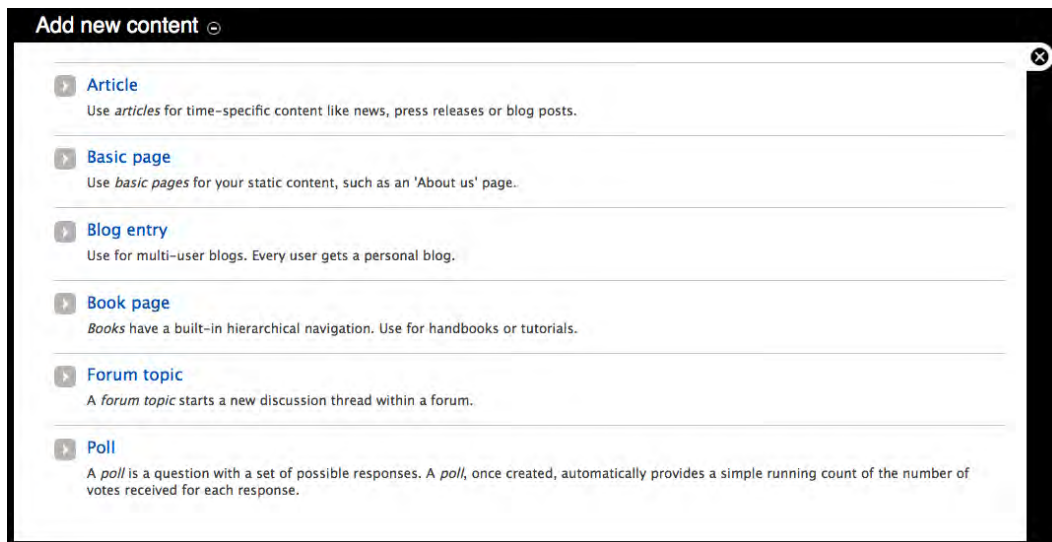 Add new content
Article
Use articles for time-specific content like news, press releases or blog posts.
Basic page
Use basic pages for your static content, such as an 'About us' page.
Blog entry
Use for multi-user blogs. Every user gets a personal blog.
Book page
Books have a built-in hierarchical navigation. Use for handbooks or tutorials.
Forum topic
A forum topic starts a new discussion thread within a forum.
Poll
A poll is a question with a set of possible responses. A poll, once created, automatically provides a simple running count of the number of
votes received for each response.